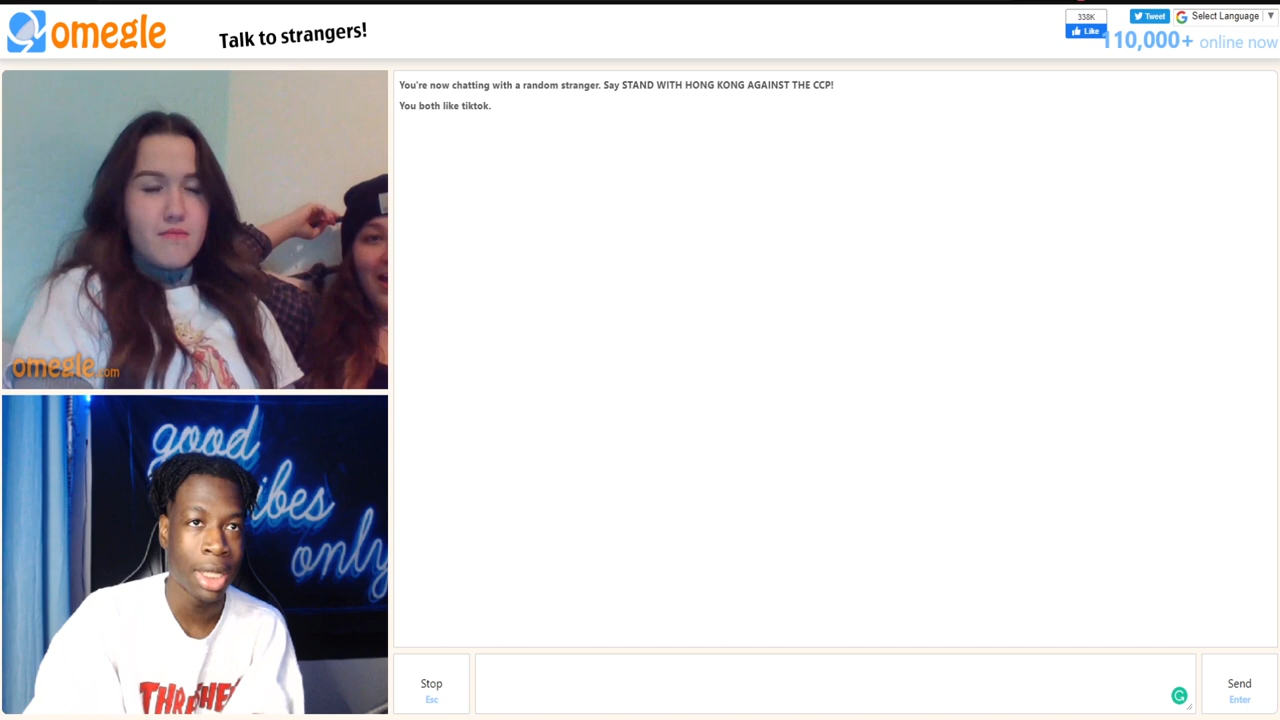 omegle
Talk to strangers!
338K
Like
Tweet
Select Language
110,000+ online now
You're now chatting with a random stranger. Say STAND WITH HONG KONG AGAINST THE CCP!
You both like tiktok.
omegle.com
good
ibes
only
THRASHER
Stop
Esc
Send
Enter